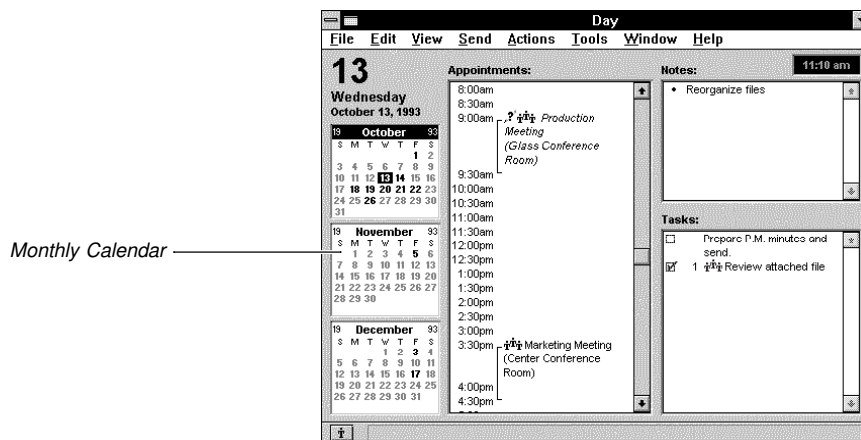 Day
File Edit View Send Actions Tools Window Help
13
Wednesday
October 13, 1993
19 October 93
S M T W T F S
1 2
3 4 5 6 7 8 9
10 11 12 13 14 15 16
17 18 19 20 21 22 23
24 25 26 27 28 29 30
31
Monthly Calendar
19 November 93
S M T W T F S
1 2 3 4 5 6
7 8 9 10 11 12 13
14 15 16 17 18 19 20
21 22 23 24 25 26 27
28 29 30
19 December 93
S M T W T F S
1 2 3 4
5 6 7 8 9 10 11
12 13 14 15 16 17 18
19 20 21 22 23 24 25
26 27 28 29 30 31
Appointments:
8:00am
8:30am
9:00am ? Production
Meeting
(Glass Conference
Room)
9:30am
10:00am
10:30am
11:00am
11:30am
12:00pm
12:30pm
1:00pm
1:30pm
2:00pm
2:30pm
3:00pm
3:30pm Marketing Meeting
(Center Conference
Room)
4:00pm
4:30pm
Notes:
11:10 am
• Reorganize files
Tasks:
Prepare P.M. minutes and
send.
1 Review attached file